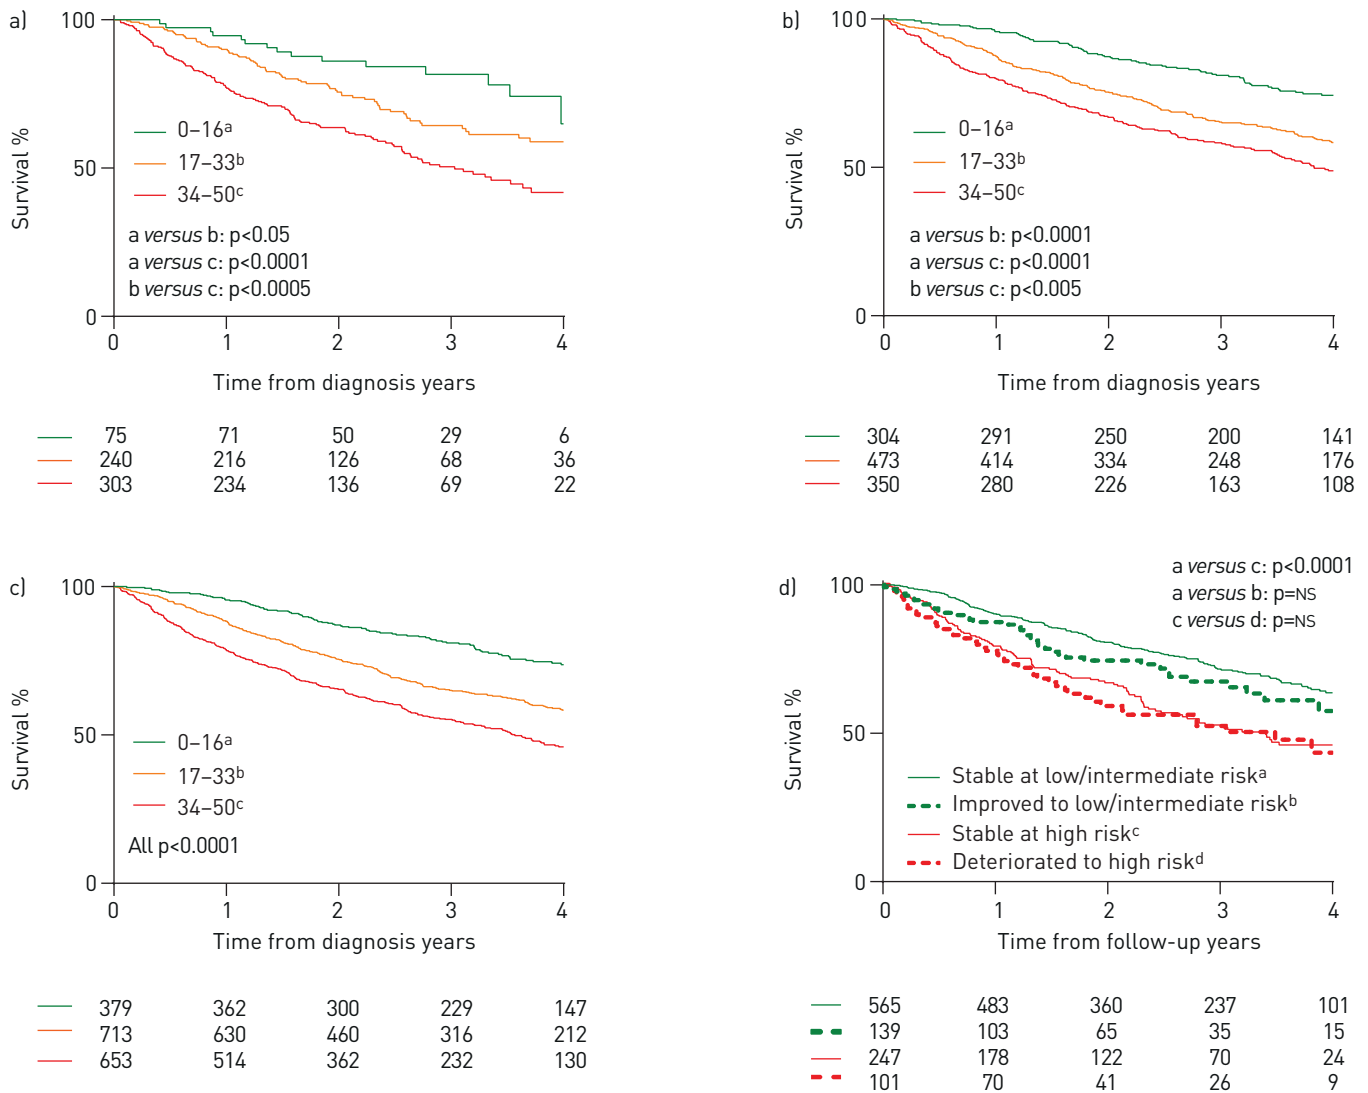 a)
100
50
0
Survival %
0–16a
17–33b
34–50c
a versus b: p<0.05
a versus c: p<0.0001
b versus c: p<0.0005
0 1 2 3 4
Time from diagnosis years
75 71 50 29 6
240 216 126 68 36
303 234 136 69 22
b)
100
50
0
Survival %
0–16a
17–33b
34–50c
a versus b: p<0.0001
a versus c: p<0.0001
b versus c: p<0.005
0 1 2 3 4
Time from diagnosis years
304 291 250 200 141
473 414 334 248 176
350 280 226 163 108
c)
100
50
0
Survival %
0–16a
17–33b
34–50c
All p<0.0001
0 1 2 3 4
Time from diagnosis years
379 362 300 229 147
713 630 460 316 212
653 514 362 232 130
d)
100
50
0
Survival %
a versus c: p<0.0001
a versus b: p=NS
c versus d: p=NS
Stable at low/intermediate riska
Improved to low/intermediate riskb
Stable at high riskc
Deteriorated to high riskd
0 1 2 3 4
Time from follow-up years
565 483 360 237 101
139 103 65 35 15
247 178 122 70 24
101 70 41 26 9